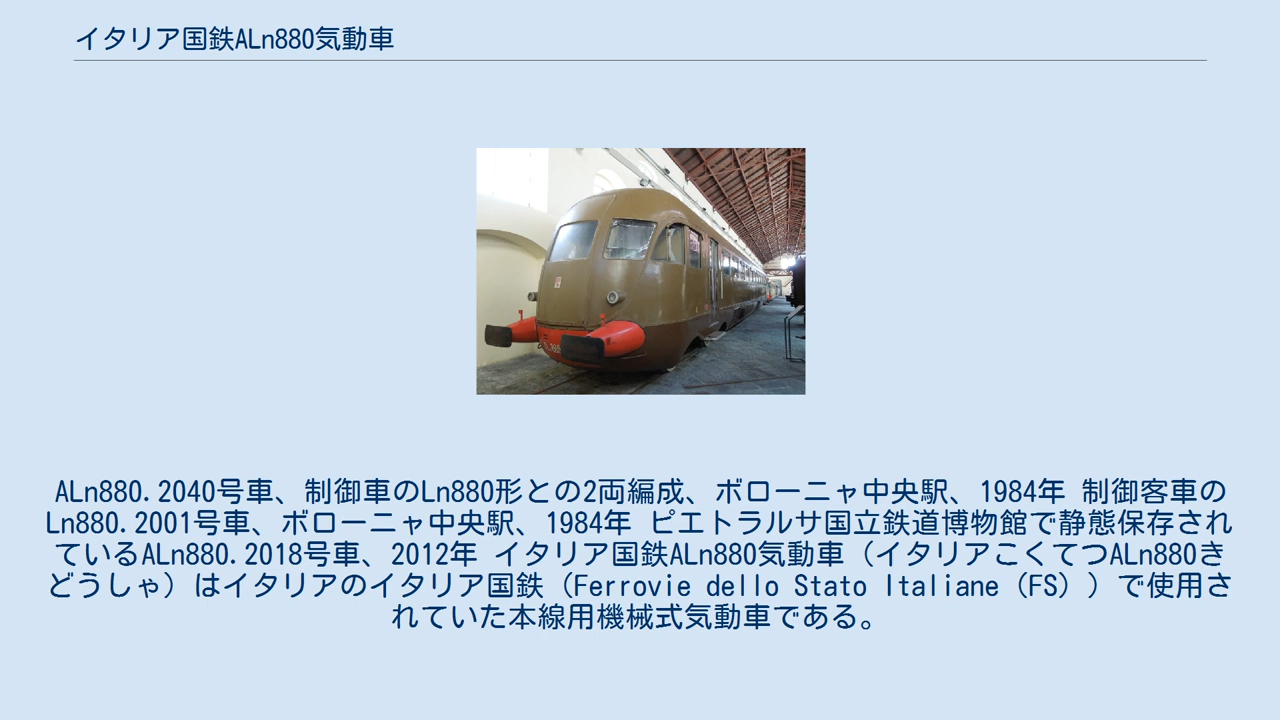 イタリア国鉄ALn880気動車
ALn880.2040号車、制御車のLn880形との2両編成、ボローニャ中央駅、1984年 制御客車の
Ln880.2001号車、ボローニャ中央駅、1984年 ピエトラルサ国立鉄道博物館で静態保存され
ているALn880.2018号車、2012年 イタリア国鉄ALn880気動車（イタリアこくてつALn880き
どうしゃ）はイタリアのイタリア国鉄（Ferrovie dello Stato Italiane（FS））で使用さ
れていた本線用機械式気動車である。